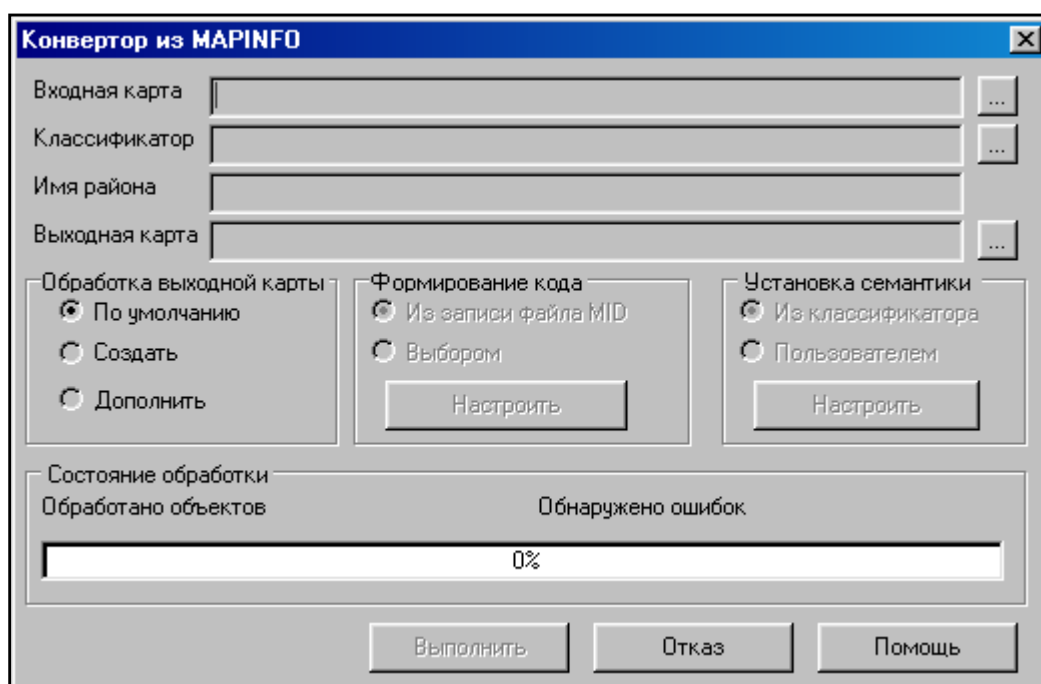 Конвертор из MAPINFO
Входная карта
...
Классификатор
...
Имя района
Выходная карта
...
Обработка выходной карты
По умолчанию
Создать
Дополнить
Формирование кода
Из записи файла MID
Выбором
Настроить
Установка семантики
Из классификатора
Пользователем
Настроить
Состояние обработки
Обработано объектов
Обнаружено ошибок
0%
Выполнить
Отказ
Помощь